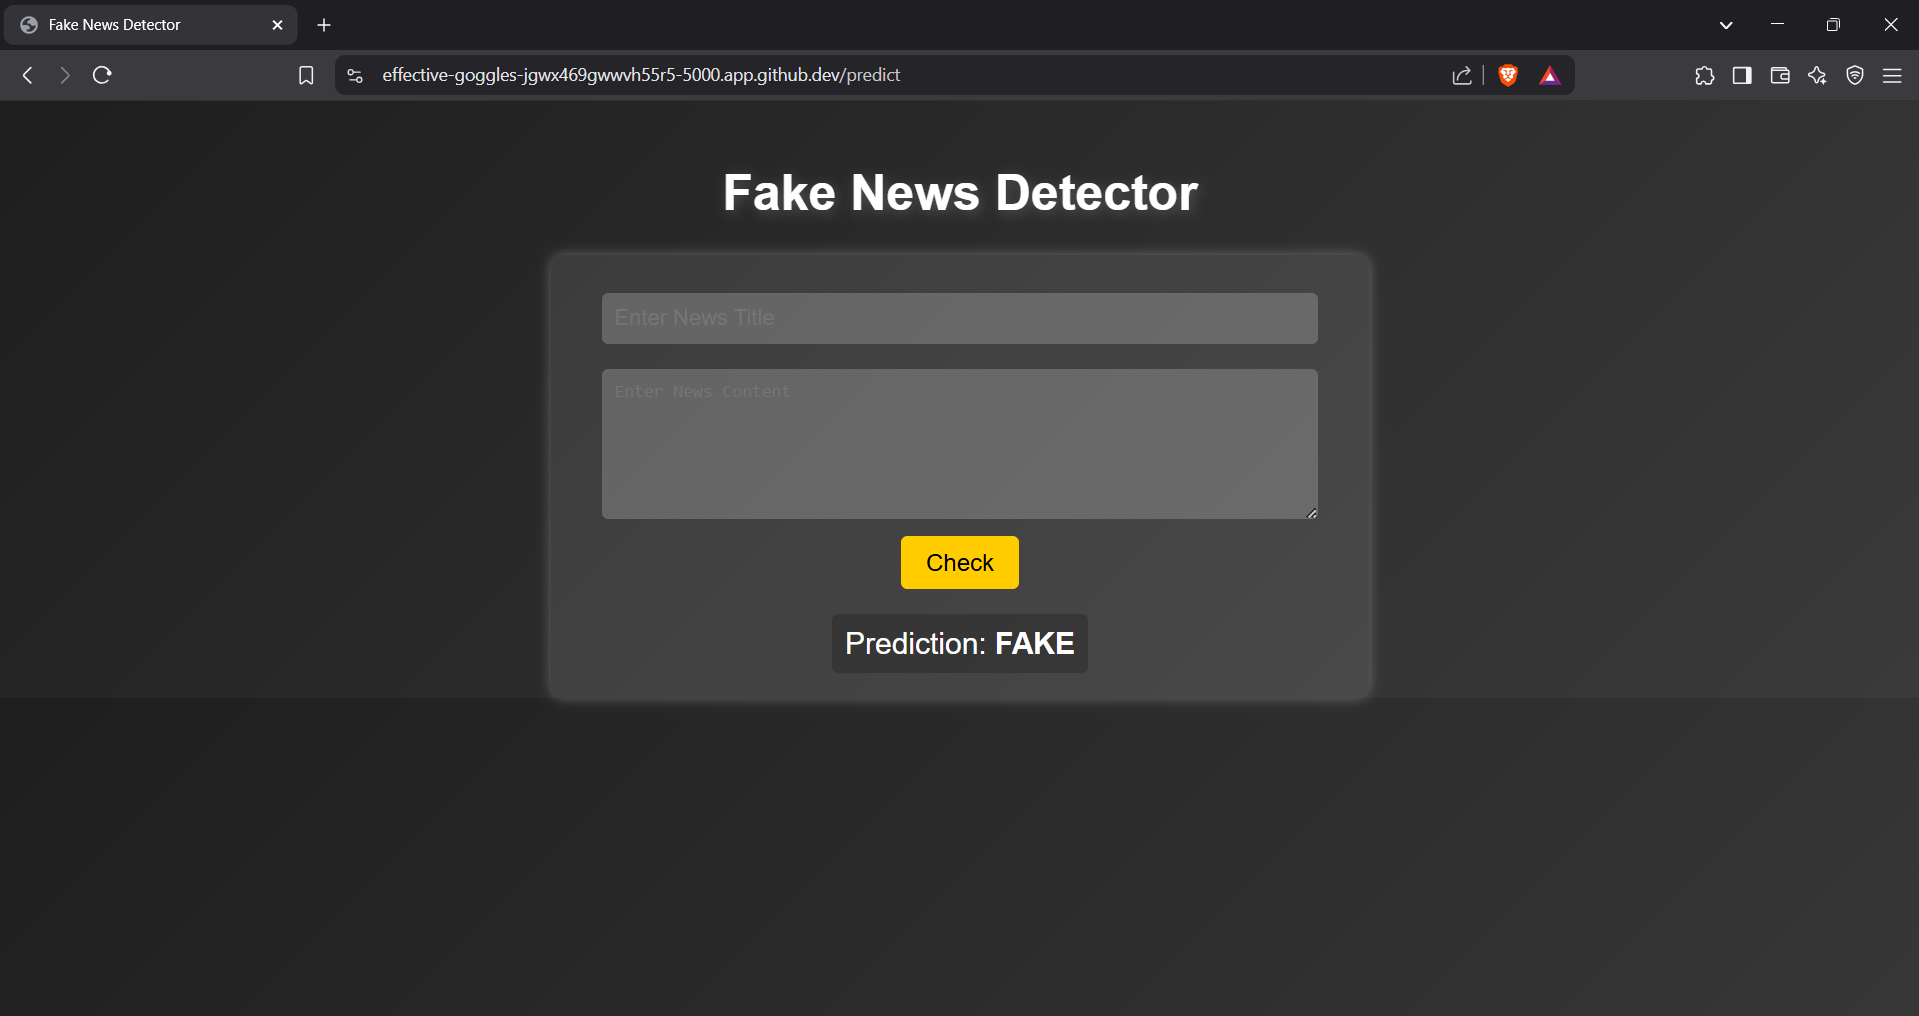 Fake News Detector
effective-goggles-jgwx469gwwvh55r5-5000.app.github.dev/predict
Fake News Detector
Enter News Title
Enter News Content
Check
Prediction: FAKE